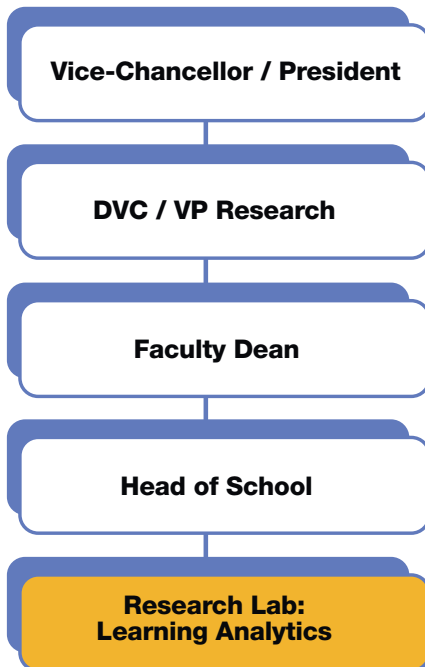 Vice-Chancellor / President
DVC / VP Research
Faculty Dean
Head of School
Research Lab:
Learning Analytics